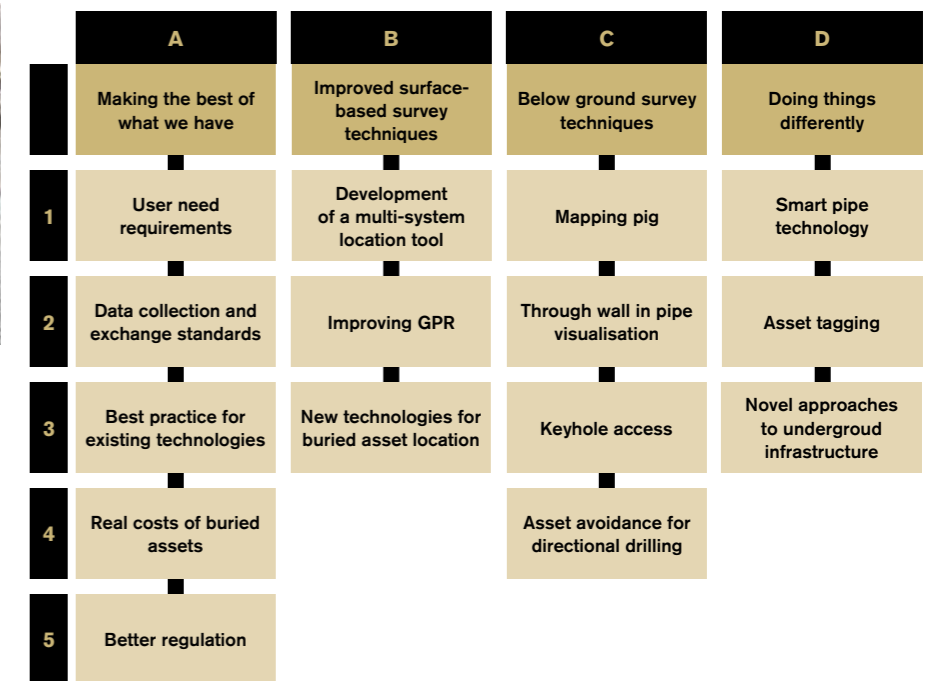 A
B
C
D
Making the best of
what we have
Improved surface-
based survey
techniques
Below ground survey
techniques
Doing things
differently
1
User need
requirements
Development
of a multi-system
location tool
Mapping pig
Smart pipe
technology
2
Data collection and
exchange standards
Improving GPR
Through wall in pipe
visualisation
Asset tagging
3
Best practice for
existing technologies
New technologies for
buried asset location
Keyhole access
Novel approaches
to undergroud
infrastructure
4
Real costs of buried
assets
Asset avoidance for
directional drilling
5
Better regulation